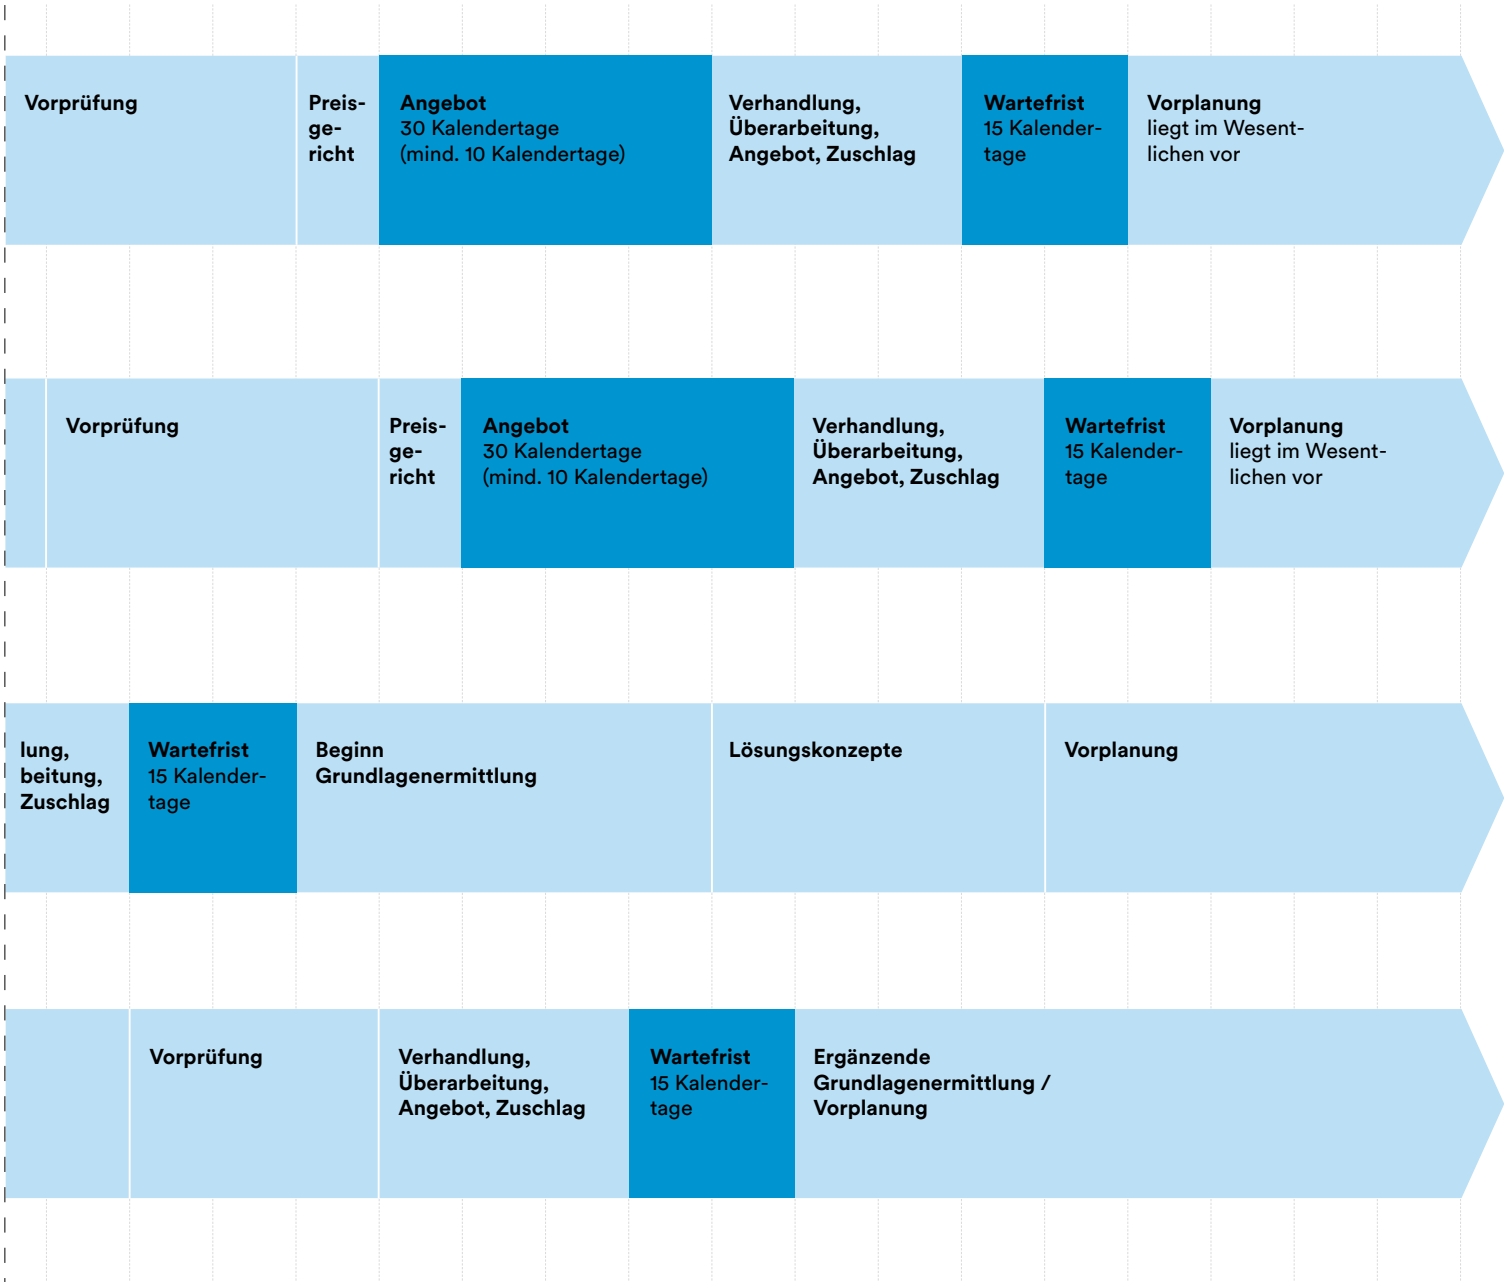 Vorprüfung
Preis-
ge-
richt
Angebot
30 Kalendertage
(mind. 10 Kalendertage)
Verhandlung,
Überarbeitung,
Angebot, Zuschlag
Wartefrist
15 Kalender-
tage
Vorplanung
liegt im Wesent-
lichen vor
Vorprüfung
Preis-
ge-
richt
Angebot
30 Kalendertage
(mind. 10 Kalendertage)
Verhandlung,
Überarbeitung,
Angebot, Zuschlag
Wartefrist
15 Kalender-
tage
Vorplanung
liegt im Wesent-
lichen vor
lung,
beitung,
Zuschlag
Wartefrist
15 Kalender-
tage
Beginn
Grundlagenermittlung
Lösungskonzepte
Vorplanung
Vorprüfung
Verhandlung,
Überarbeitung,
Angebot, Zuschlag
Wartefrist
15 Kalender-
tage
Ergänzende
Grundlagenermittlung /
Vorplanung